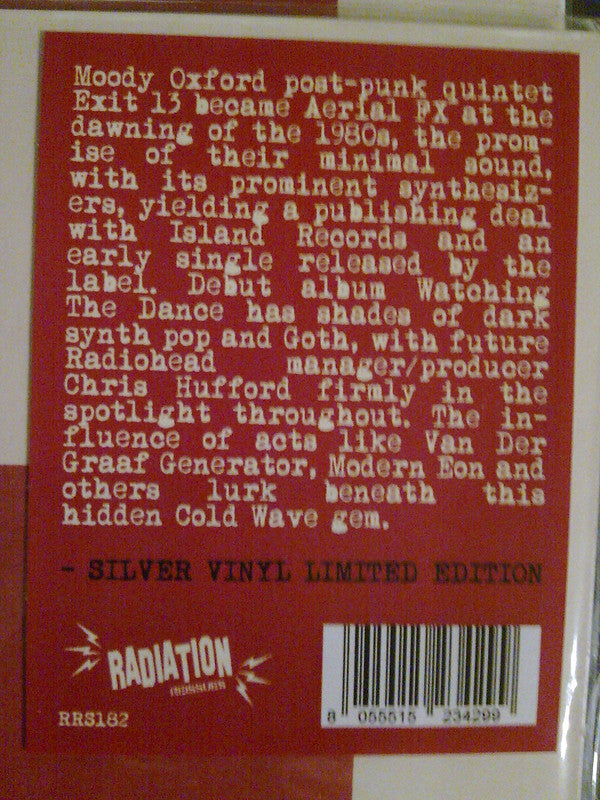 Moody Oxford post-punk quintet
Exit 13 became Aerial FX at the
dawning of the 1980s, the prom-
ise of their minimal sound,
with its prominent synthesiz-
ers, yielding a publishing deal
with Island Records and an
early single released by the
label. Debut album Watching
The Dance has shades of dark
synth pop and Goth, with future
Radiohead manager/producer
Chris Hufford firmly in the
spotlight throughout. The in-
fluence of acts like Van Der
Graaf Generator, Modern Eon and
others lurk beneath this
hidden Cold Wave gem.
- SILVER VINYL LIMITED EDITION
RADIATION
REISSUES
RRS182
8 055515 234299